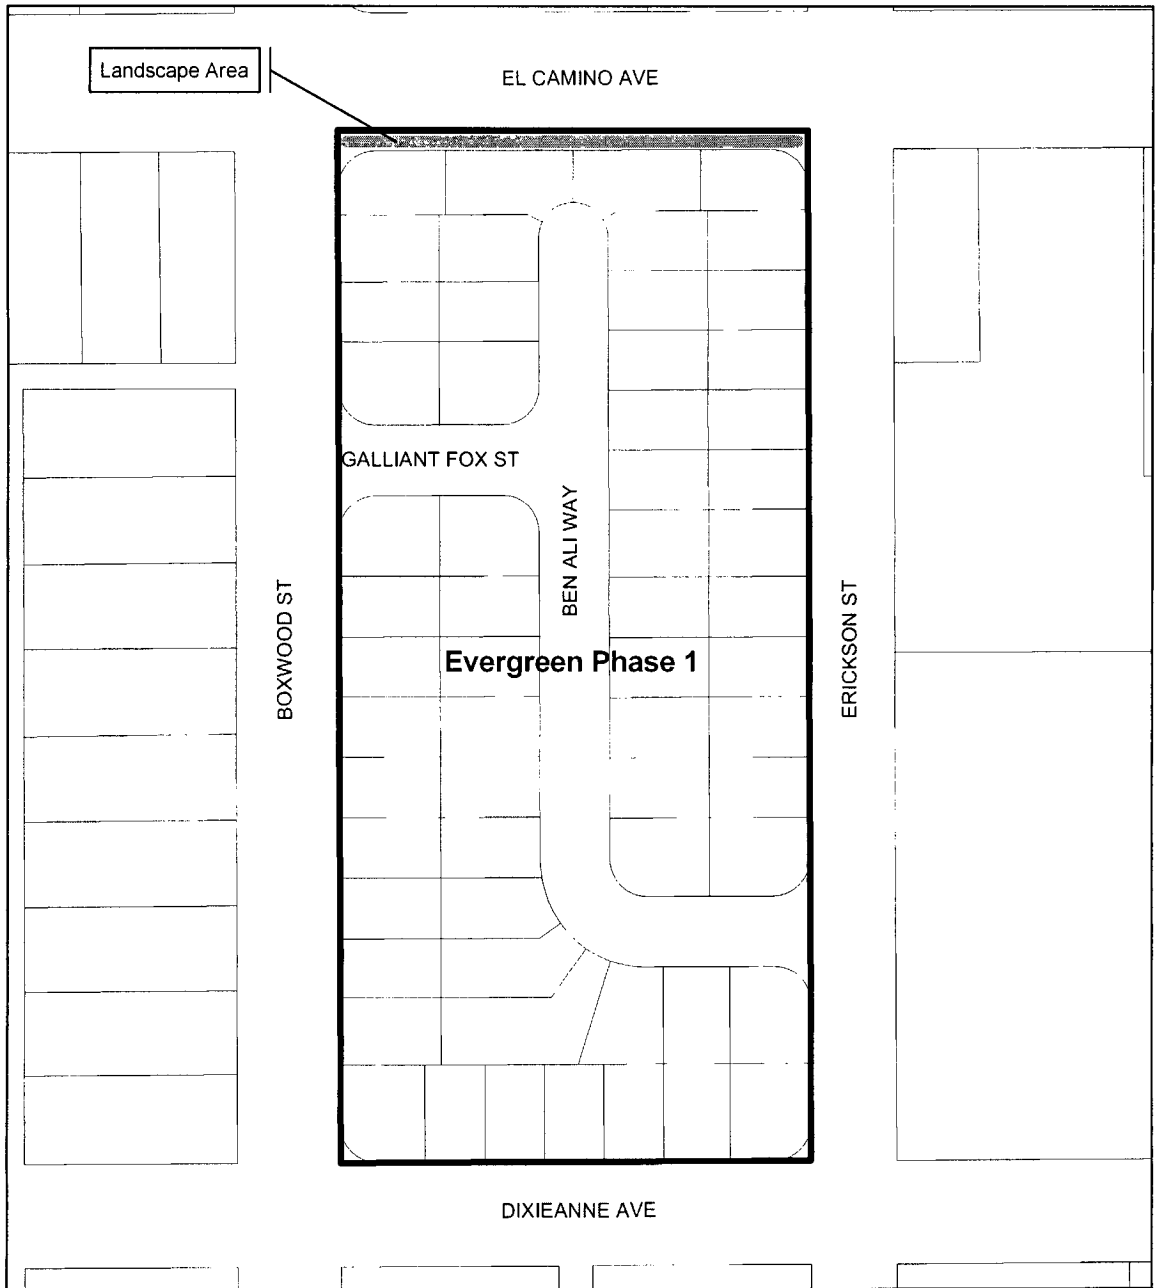 Landscape Area
EL CAMINO AVE
GALLIANT FOX ST
BEN ALI WAY
BOXWOOD ST
Evergreen Phase 1
ERICKSON ST
DIXIEANNE AVE